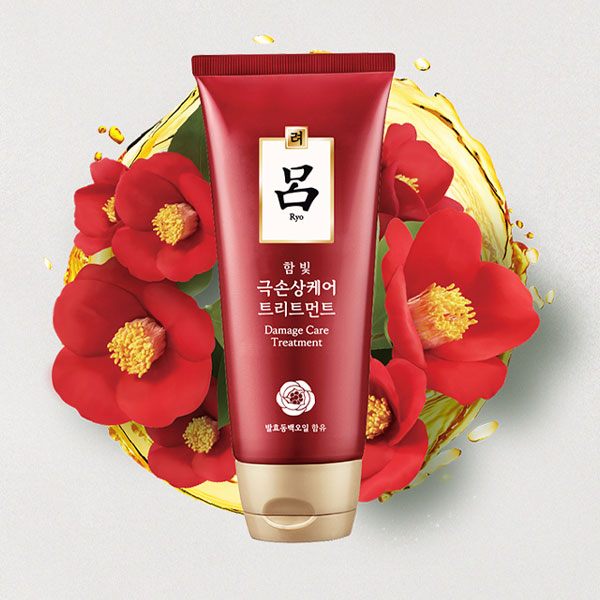 려
呂
Ryo
함빛
극손상케어
트리트먼트
Damage Care
Treatment
발효동백오일 함유